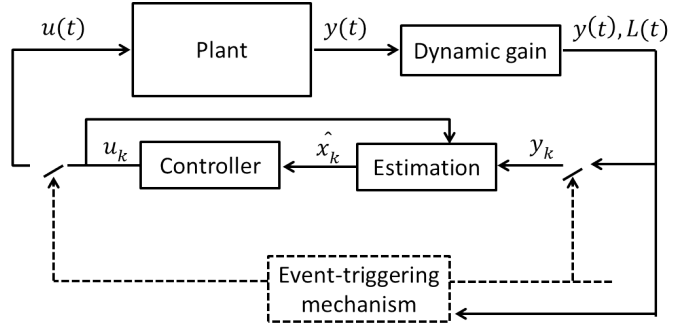 u(t)
Plant
y(t)
Dynamic gain
y(t), L(t)
u_k
Controller
x̂_k
Estimation
y_k
Event-triggering
mechanism